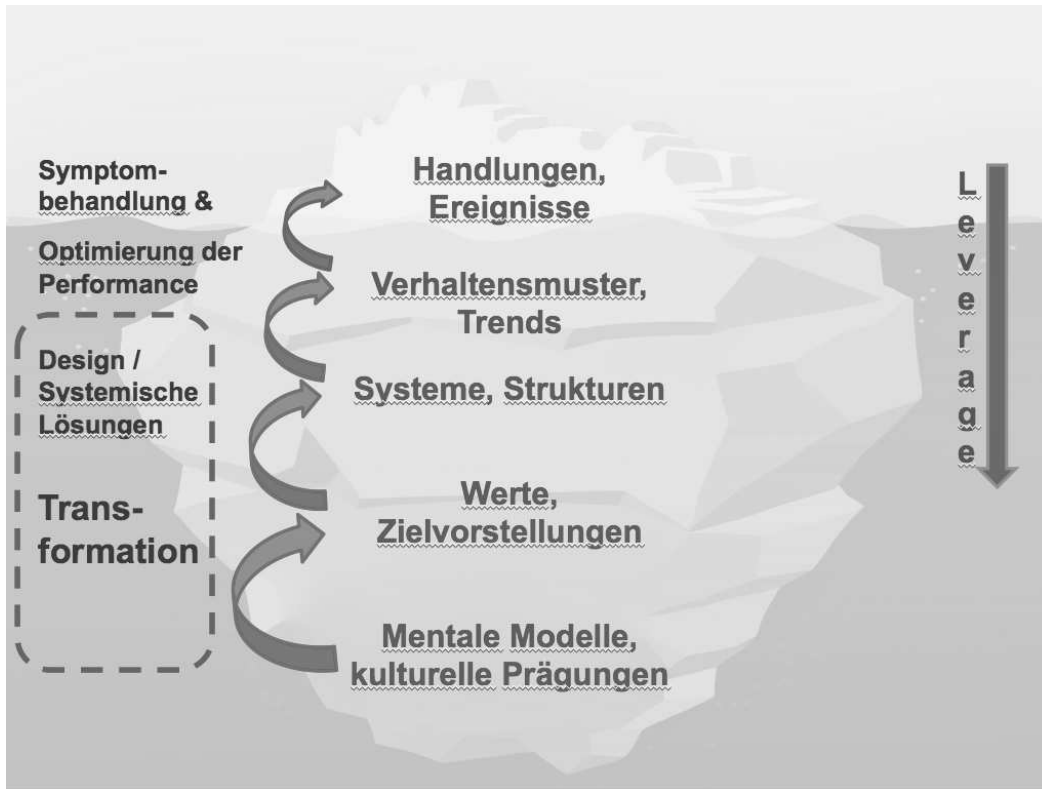 Symptom-
behandlung &
Optimierung der
Performance
Design /
Systemische
Lösungen
Trans-
formation
Handlungen,
Ereignisse
Verhaltensmuster,
Trends
Systeme, Strukturen
Werte,
Zielvorstellungen
Mentale Modelle,
kulturelle Prägungen
L
e
v
e
r
a
g
e